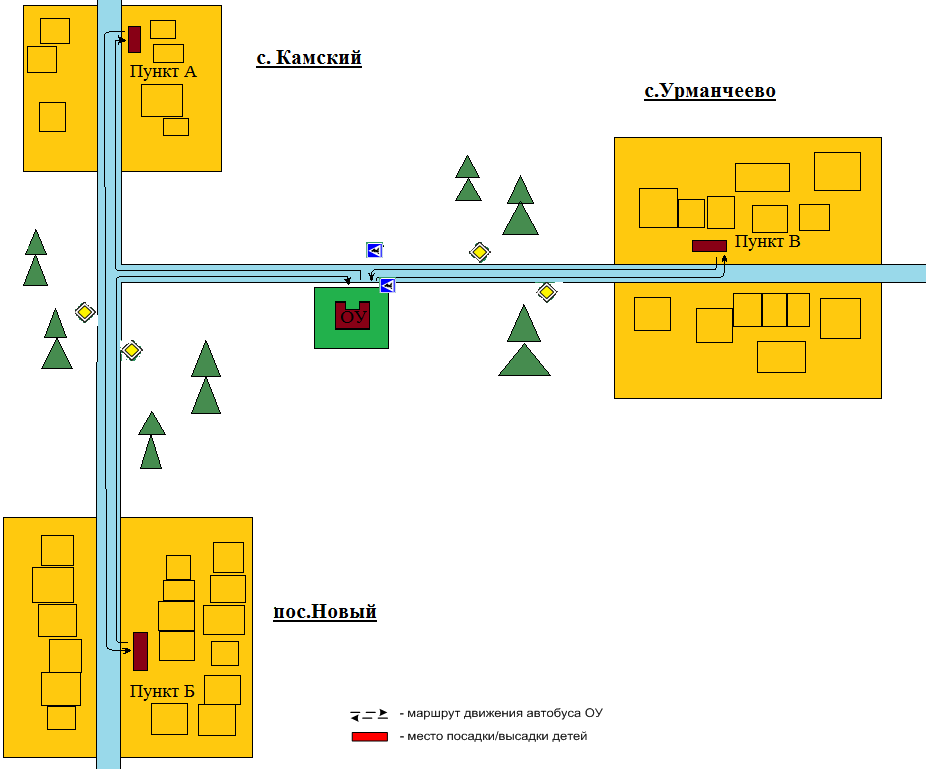 с. Камский
Пункт А
с.Урманчеево
Пункт В
ОУ
пос.Новый
Пункт Б
- маршрут движения автобуса ОУ
- место посадки/высадки детей